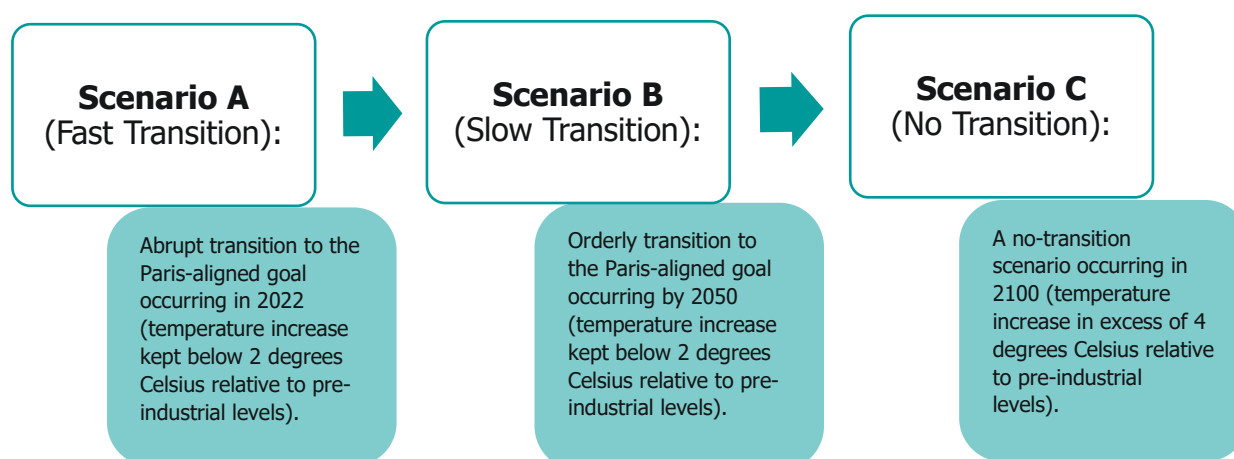 Scenario A
(Fast Transition):
Abrupt transition to the
Paris-aligned goal
occurring in 2022
(temperature increase
kept below 2 degrees
Celsius relative to pre-
industrial levels).
Scenario B
(Slow Transition):
Orderly transition to
the Paris-aligned goal
occurring by 2050
(temperature increase
kept below 2 degrees
Celsius relative to pre-
industrial levels).
Scenario C
(No Transition):
A no-transition
scenario occurring in
2100 (temperature
increase in excess of 4
degrees Celsius relative
to pre-industrial
levels).